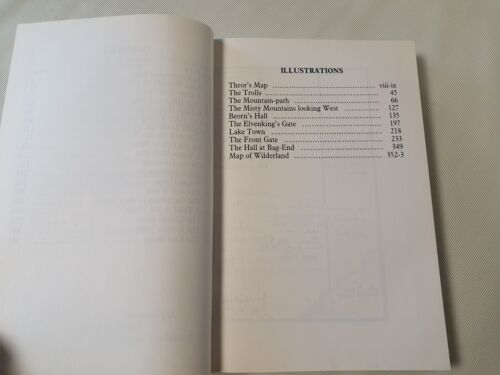 ILLUSTRATIONS
Thror's Map .......................................... viii-ix
The Trolls .......................................... 45
The Mountain-path .......................................... 66
The Misty Mountains looking West .......................................... 127
Beorn's Hall .......................................... 135
The Elvenking's Gate .......................................... 197
Lake Town .......................................... 218
The Front Gate .......................................... 233
The Hall at Bag-End .......................................... 349
Map of Wilderland .......................................... 352-3